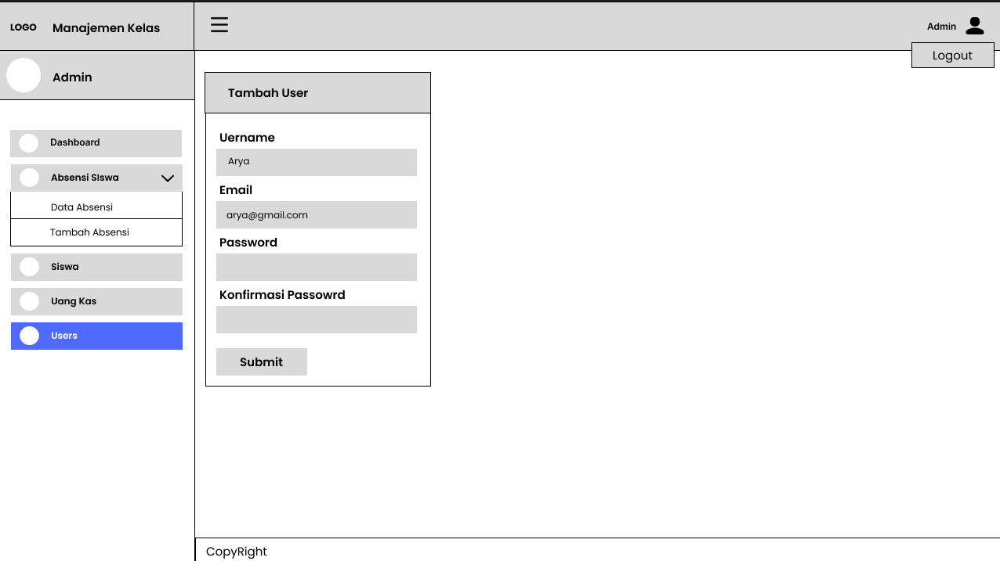 LOGO
Manajemen Kelas
Admin
Logout
Admin
Dashboard
Absensi SIswa
Data Absensi
Tambah Absensi
Siswa
Uang Kas
Users
Tambah User
Uername
Arya
Email
arya@gmail.com
Password
Konfirmasi Passowrd
Submit
CopyRight